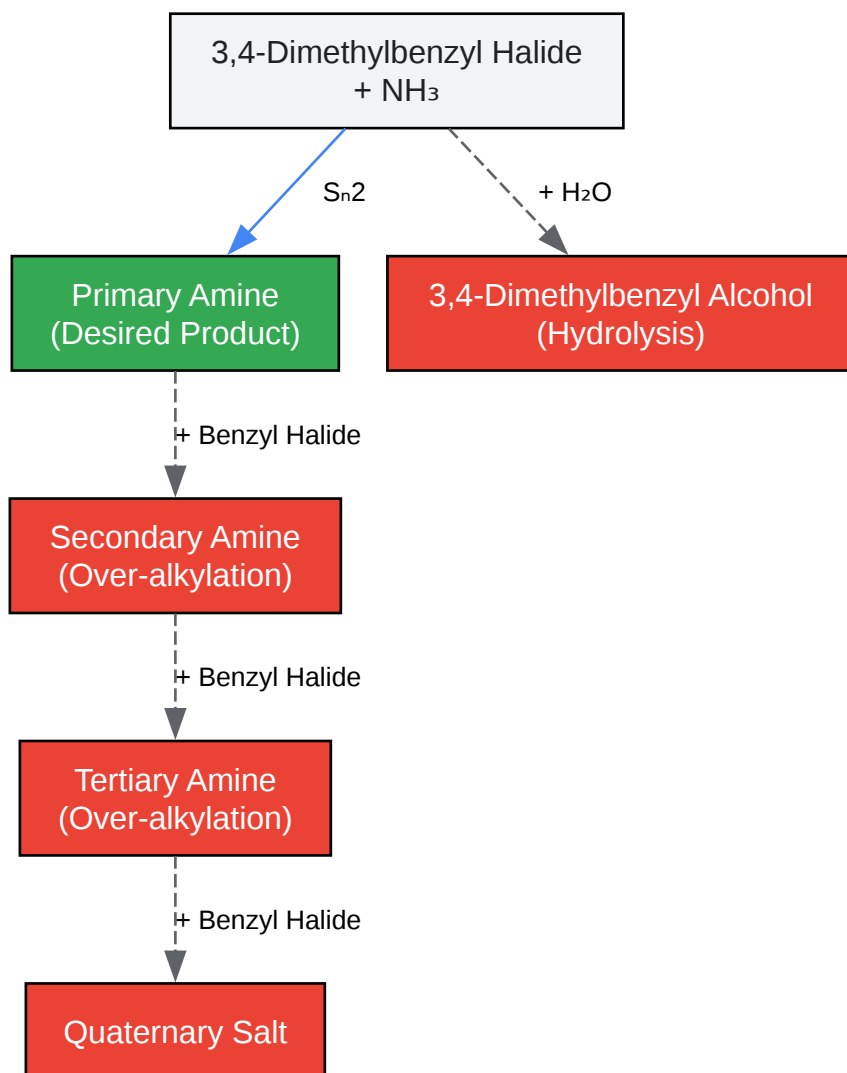 3,4-Dimethylbenzyl Halide
+ NH₃
Sₙ2
+ H₂O
Primary Amine
(Desired Product)
3,4-Dimethylbenzyl Alcohol
(Hydrolysis)
+ Benzyl Halide
Secondary Amine
(Over-alkylation)
+ Benzyl Halide
Tertiary Amine
(Over-alkylation)
+ Benzyl Halide
Quaternary Salt